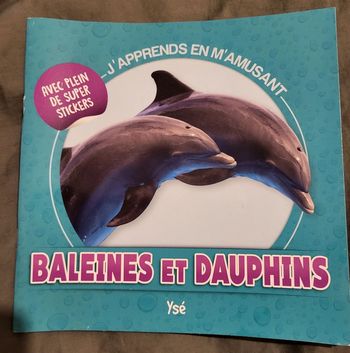 J'APPRENDS EN M'AMUSANT
AVEC PLEIN
DE SUPER
STICKERS
BALEINES ET DAUPHINS
Ysé